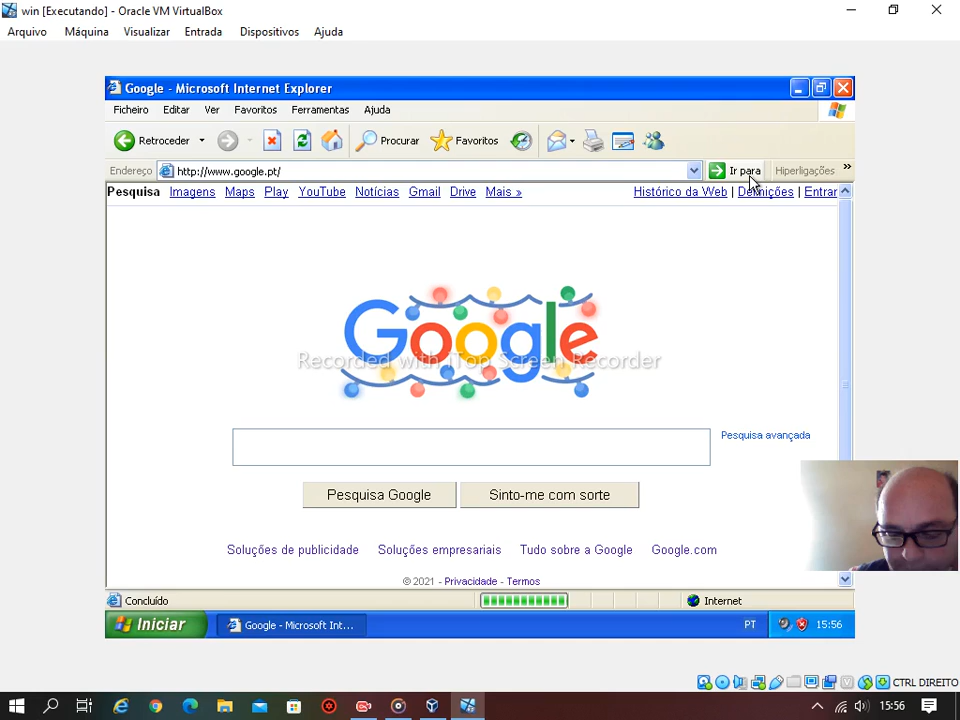 win [Executando] - Oracle VM VirtualBox
Arquivo Máquina Visualizar Entrada Dispositivos Ajuda
Google - Microsoft Internet Explorer
Ficheiro Editar Ver Favoritos Ferramentas Ajuda
Retroceder Procurar Favoritos
Endereço http://www.google.pt/ Ir para Hiperligações »
Pesquisa Imagens Maps Play YouTube Notícias Gmail Drive Mais » Histórico da Web | Definições | Entrar
Google
Recorded with iTop Screen Recorder
Pesquisa avançada
Pesquisa Google Sinto-me com sorte
Soluções de publicidade Soluções empresariais Tudo sobre a Google Google.com
© 2021 - Privacidade - Termos
Concluído Internet
Iniciar Google - Microsoft Int... PT 15:56
CTRL DIREITO
15:56